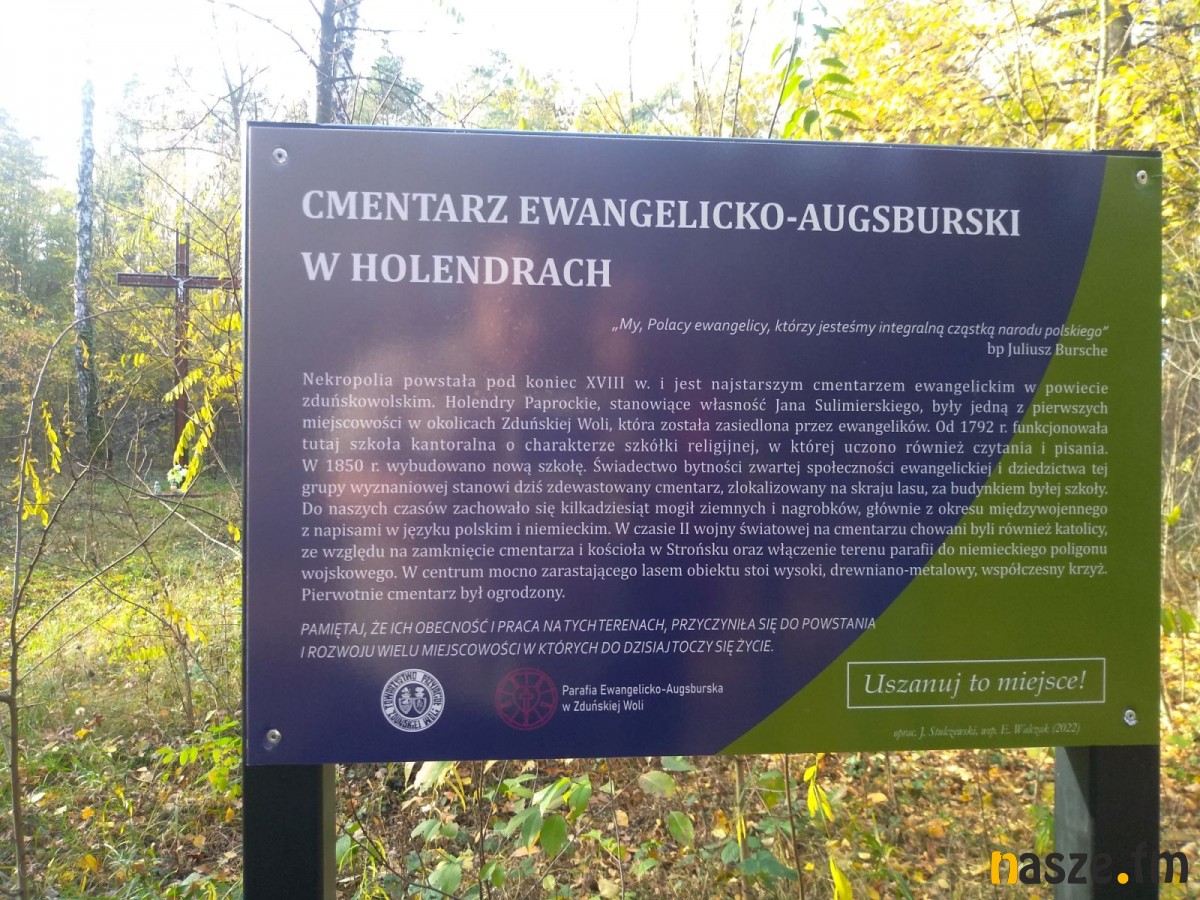 CMENTARZ EWANGELICKO-AUGSBURSKI
W HOLENDRACH
„My, Polacy ewangelicy, którzy jesteśmy integralną cząstką narodu polskiego”
bp Juliusz Bursche
Nekropolia powstała pod koniec XVIII w. i jest najstarszym cmentarzem ewangelickim w powiecie
zduńskowolskim. Holendry Paprockie, stanowiące własność Jana Sulimierskiego, były jedną z pierwszych
miejscowości w okolicach Zduńskiej Woli, która została zasiedlona przez ewangelików. Od 1792 r. funkcjonowała
tutaj szkoła kantoralna o charakterze szkółki religijnej, w której uczono również czytania i pisania.
W 1850 r. wybudowano nową szkołę. Świadectwo bytności zwartej społeczności ewangelickiej i dziedzictwa tej
grupy wyznaniowej stanowi dziś zdewastowany cmentarz, zlokalizowany na skraju lasu, za budynkiem byłej szkoły.
Do naszych czasów zachowało się kilkadziesiąt mogił ziemnych i nagrobków, głównie z okresu międzywojennego
z napisami w języku polskim i niemieckim. W czasie II wojny światowej na cmentarzu chowani byli również katolicy,
ze względu na zamknięcie cmentarza i kościoła w Strońsku oraz włączenie terenu parafii do niemieckiego poligonu
wojskowego. W centrum mocno zarastającego lasem obiektu stoi wysoki, drewniano-metalowy, współczesny krzyż.
Pierwotnie cmentarz był ogrodzony.
PAMIĘTAJ, ŻE ICH OBECNOŚĆ I PRACA NA TYCH TERENACH, PRZYCZYNIŁA SIĘ DO POWSTANIA
I ROZWOJU WIELU MIEJSCOWOŚCI W KTÓRYCH DO DZISIAJ TOCZY SIĘ ŻYCIE.
TOWARZYSTWO PRZYJACIÓŁ ZDUŃSKIEJ WOLI
Parafia Ewangelicko-Augsburska
w Zduńskiej Woli
Uszanuj to miejsce!
oprac. J. Stulczewski, wsp. E. Walczak (2022)
nasze.fm